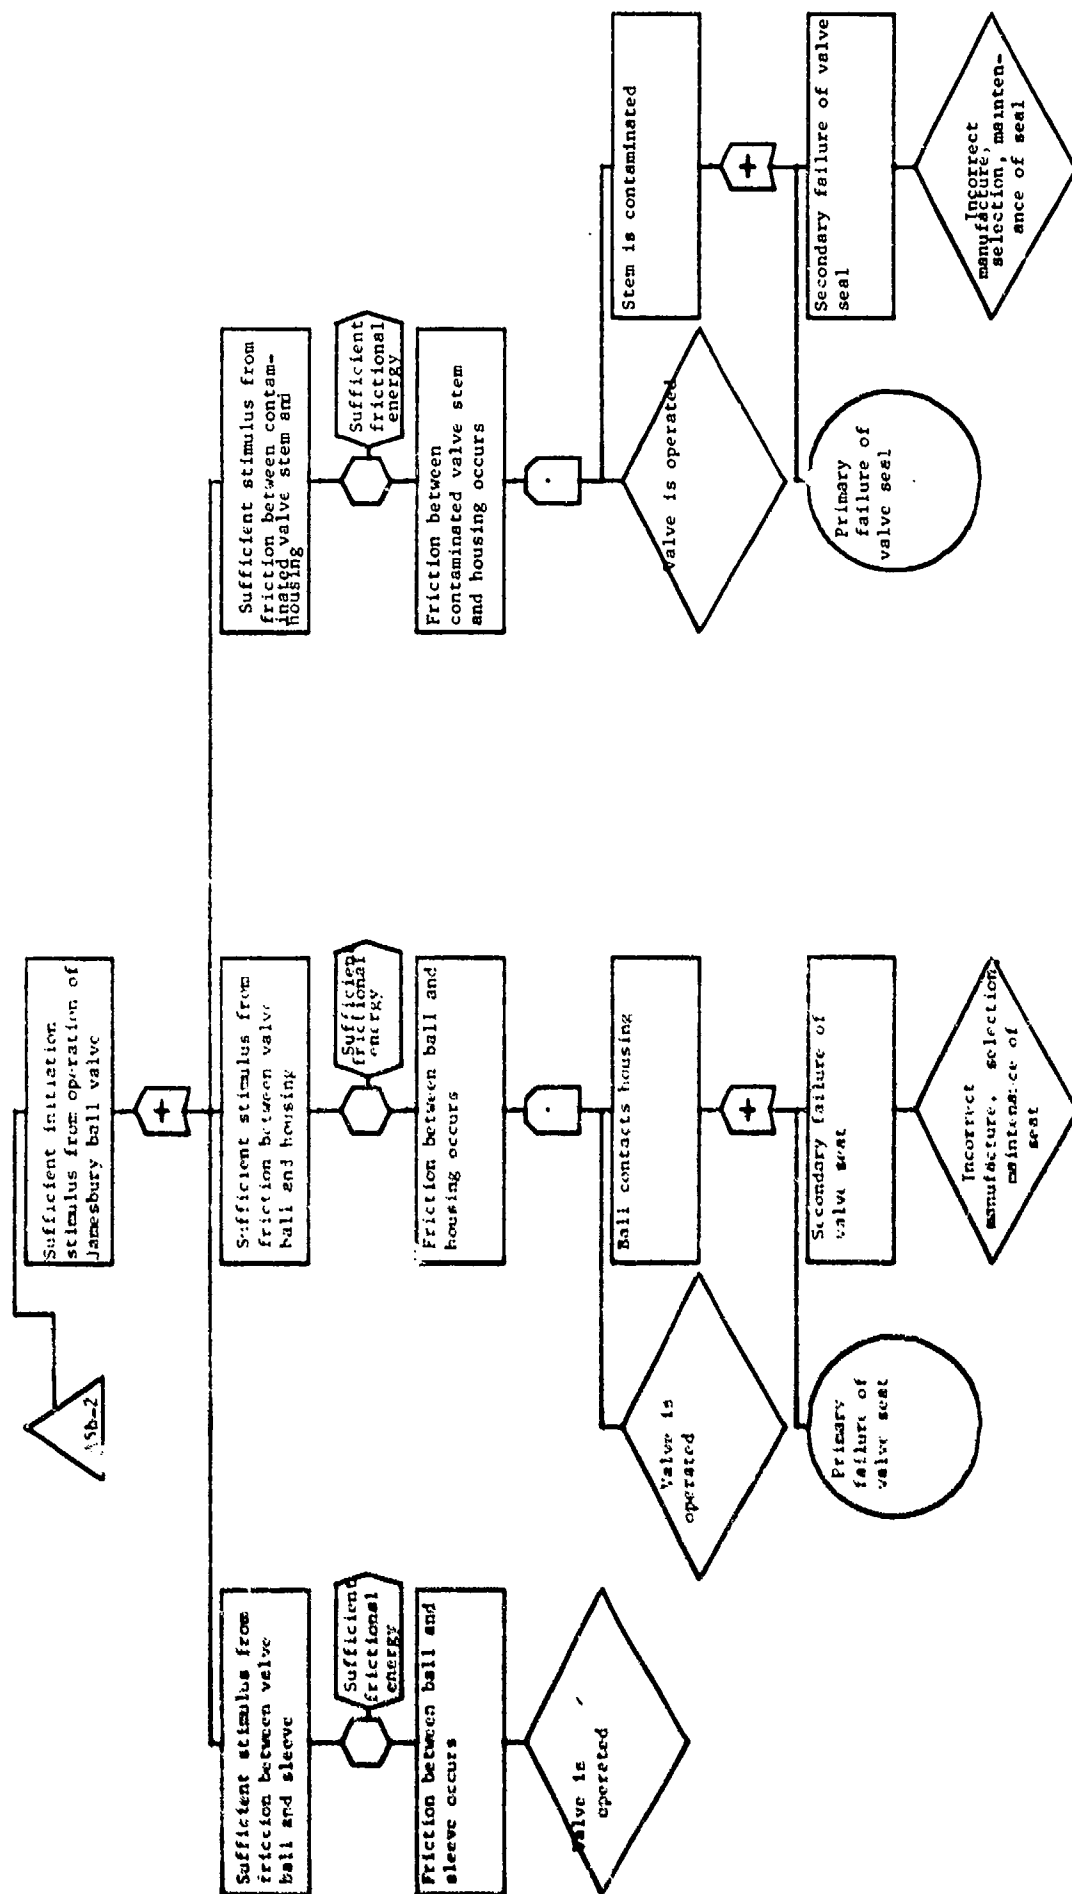 Sufficient initiation
stimulus from operation of
Jamesbury ball valve
A5b-2
+
Sufficient stimulus from
friction between valve
ball and sleeve
Sufficient
frictional
energy
Friction between ball and
sleeve occurs
Valve is
operated
Sufficient stimulus from
friction between valve
ball and housing
Sufficient
frictional
energy
Friction between ball and
housing occurs
.
Valve is
operated
Ball contacts housing
+
Primary
failure of
valve seat
Secondary failure of
valve seat
Incorrect
manufacture, selection
maintenance of
seat
Sufficient stimulus from
friction between contam-
inated valve stem and
housing
Sufficient
frictional
energy
Friction between
contaminated valve stem
and housing occurs
.
valve is operated
Stem is contaminated
+
Primary
failure of
valve seal
Secondary failure of valve
seal
Incorrect
manufacture,
selection, mainten-
ance of seal